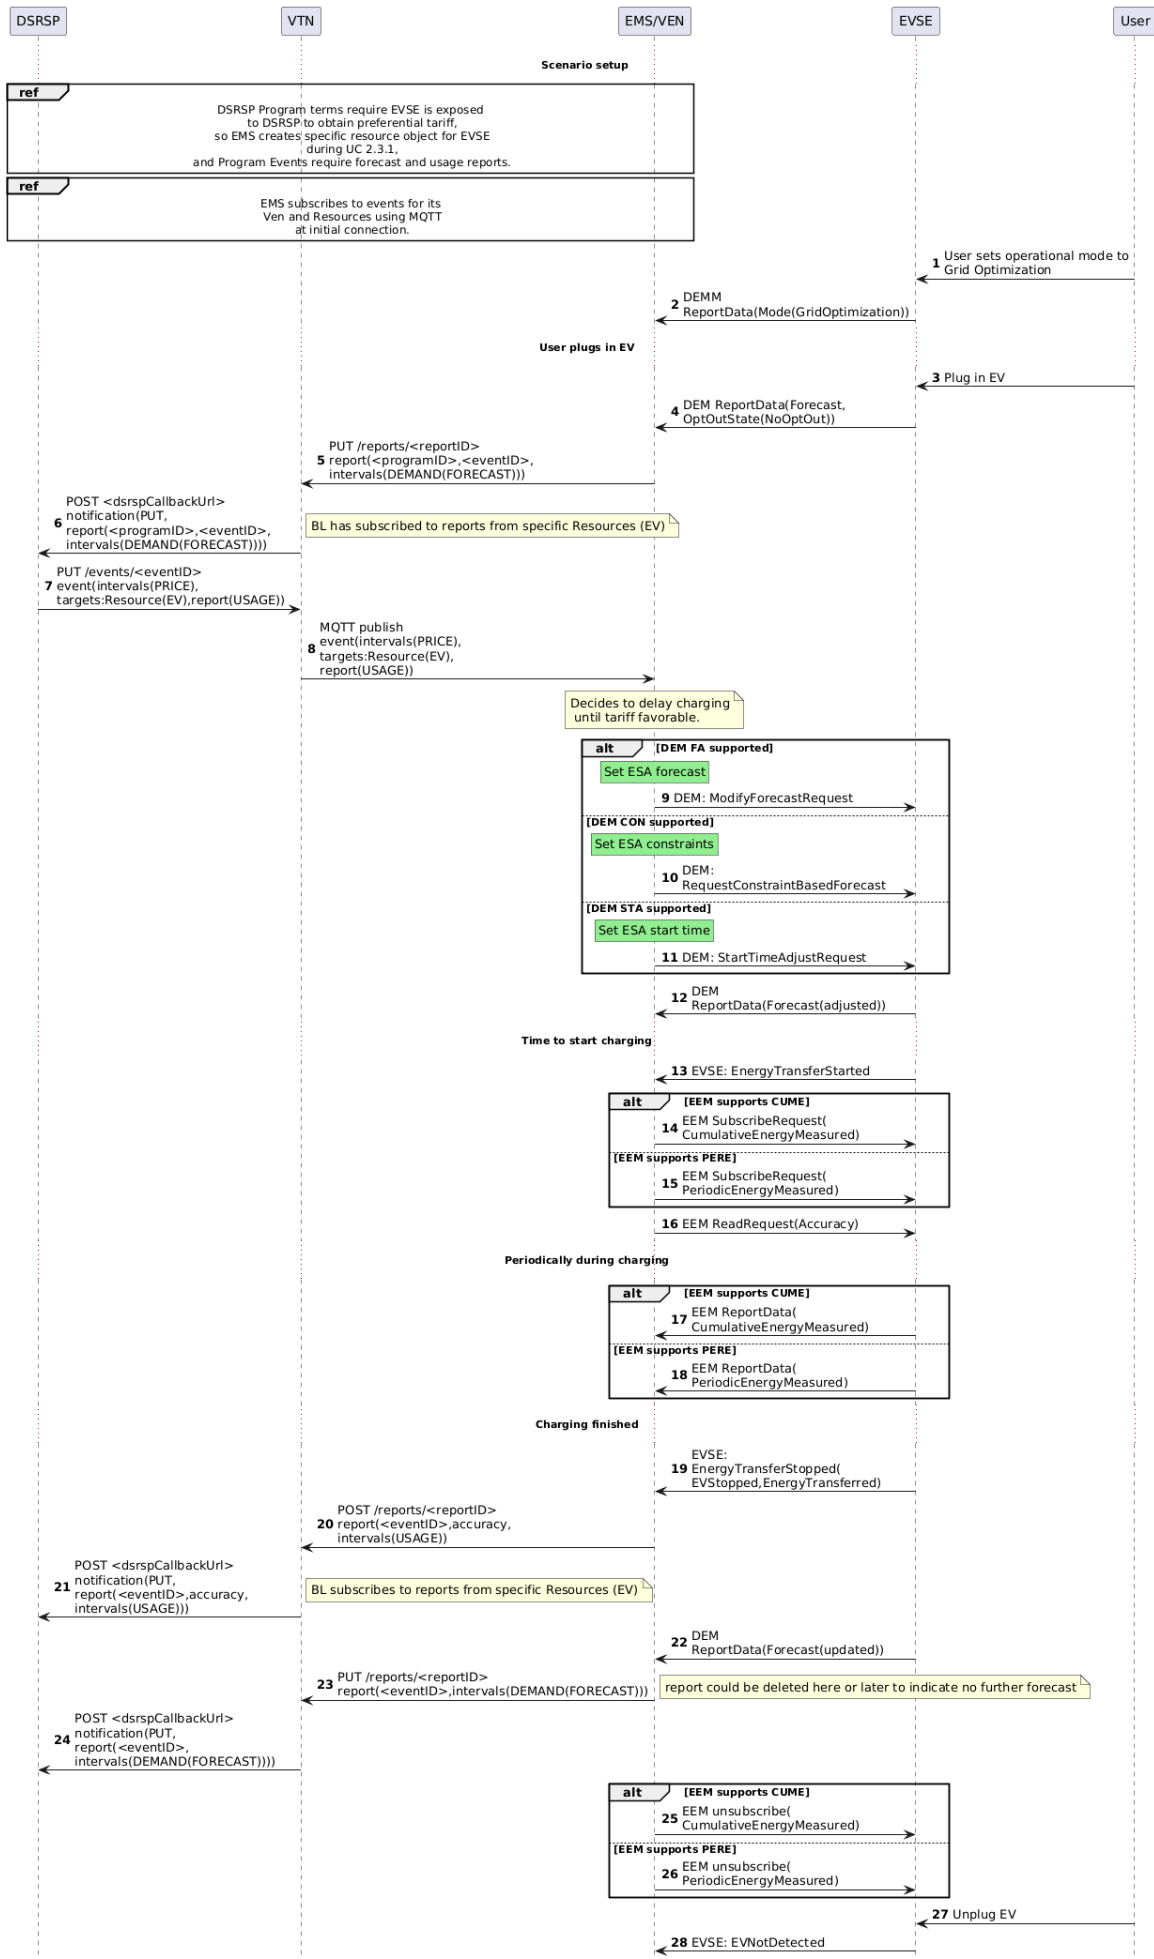 DSRSP
VTN
EMS/VEN
EVSE
User
Scenario setup
ref
DSRSP Program terms require EVSE is exposed
to DSRSP to obtain preferential tariff,
so EMS creates specific resource object for EVSE
during UC 2.3.1,
and Program Events require forecast and usage reports.
ref
EMS subscribes to events for its
Ven and Resources using MQTT
at initial connection.
1 User sets operational mode to
Grid Optimization
2 DEMM
ReportData(Mode(GridOptimization))
User plugs in EV
3 Plug in EV
4 DEM ReportData(Forecast,
OptOutState(NoOptOut))
PUT /reports/<reportID>
5 report(<programID>,<eventID>,
intervals(DEMAND(FORECAST)))
POST <dsrspCallbackUrl>
6 notification(PUT,
report(<programID>,<eventID>,
intervals(DEMAND(FORECAST))))
BL has subscribed to reports from specific Resources (EV)
PUT /events/<eventID>
7 event(intervals(PRICE),
targets:Resource(EV),report(USAGE))
MQTT publish
8 event(intervals(PRICE),
targets:Resource(EV),
report(USAGE))
Decides to delay charging
until tariff favorable.
alt [DEM FA supported]
Set ESA forecast
9 DEM: ModifyForecastRequest
[DEM CON supported]
Set ESA constraints
10 DEM:
RequestConstraintBasedForecast
[DEM STA supported]
Set ESA start time
11 DEM: StartTimeAdjustRequest
12 DEM
ReportData(Forecast(adjusted))
Time to start charging
13 EVSE: EnergyTransferStarted
alt [EEM supports CUME]
14 EEM SubscribeRequest(
CumulativeEnergyMeasured)
[EEM supports PERE]
15 EEM SubscribeRequest(
PeriodicEnergyMeasured)
16 EEM ReadRequest(Accuracy)
Periodically during charging
alt [EEM supports CUME]
17 EEM ReportData(
CumulativeEnergyMeasured)
[EEM supports PERE]
18 EEM ReportData(
PeriodicEnergyMeasured)
Charging finished
EVSE:
19 EnergyTransferStopped(
EVStopped,EnergyTransferred)
POST /reports/<reportID>
20 report(<eventID>,accuracy,
intervals(USAGE))
POST <dsrspCallbackUrl>
21 notification(PUT,
report(<eventID>,accuracy,
intervals(USAGE)))
BL subscribes to reports from specific Resources (EV)
22 DEM
ReportData(Forecast(updated))
23 PUT /reports/<reportID>
report(<eventID>,intervals(DEMAND(FORECAST)))
report could be deleted here or later to indicate no further forecast
POST <dsrspCallbackUrl>
24 notification(PUT,
report(<eventID>,
intervals(DEMAND(FORECAST))))
alt [EEM supports CUME]
25 EEM unsubscribe(
CumulativeEnergyMeasured)
[EEM supports PERE]
26 EEM unsubscribe(
PeriodicEnergyMeasured)
27 Unplug EV
28 EVSE: EVNotDetected